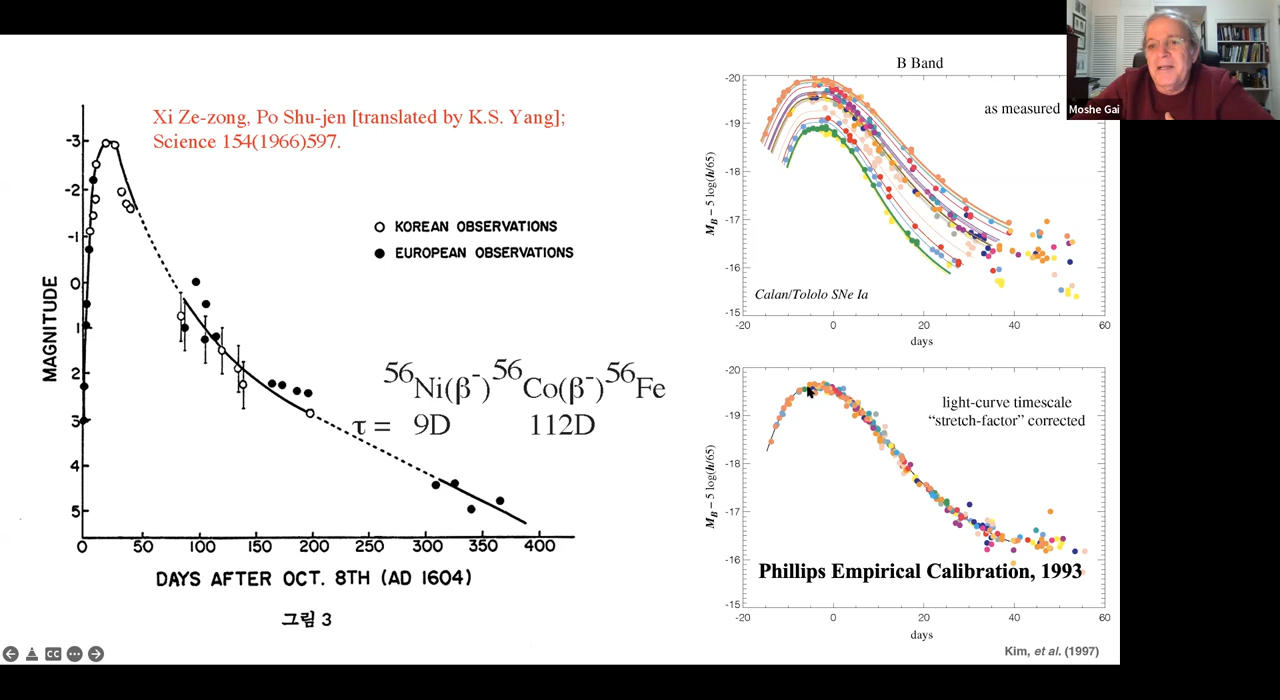 Xi Ze-zong, Po Shu-jen [translated by K.S. Yang];
Science 154(1966)597.
-3
-2
-1
0
1
2
3
4
5
MAGNITUDE
KOREAN OBSERVATIONS
EUROPEAN OBSERVATIONS
56Ni(β-)56Co(β-)56Fe
τ = 9D 112D
0 50 100 150 200 300 350 400
DAYS AFTER OCT. 8TH (AD 1604)
그림 3
CC
B Band
as measured
-20
-19
-18
-17
-16
-15
MB – 5 log(h/65)
Calan/Tololo SNe Ia
-20 0 20 40 60
days
-20
-19
-18
-17
-16
-15
MB – 5 log(h/65)
light-curve timescale
“stretch-factor” corrected
Phillips Empirical Calibration, 1993
-20 0 20 40 60
days
Kim, et al. (1997)
Moshe Gai